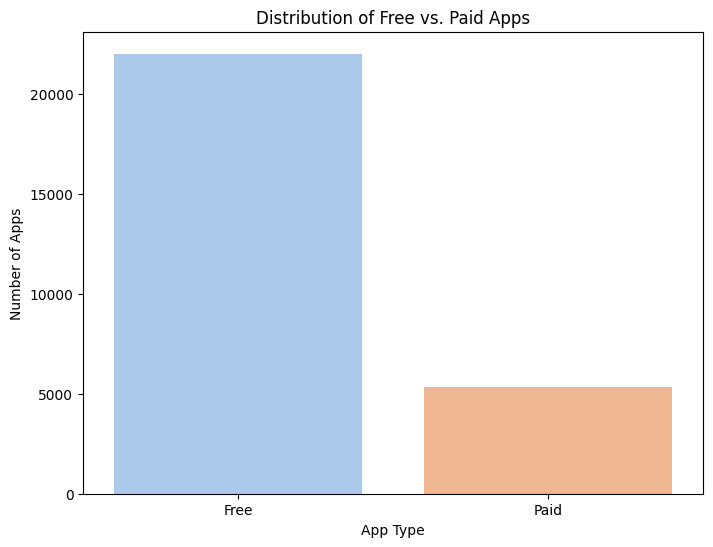 Distribution of Free vs. Paid Apps
Number of Apps
20000
15000
10000
5000
0
Free
Paid
App Type